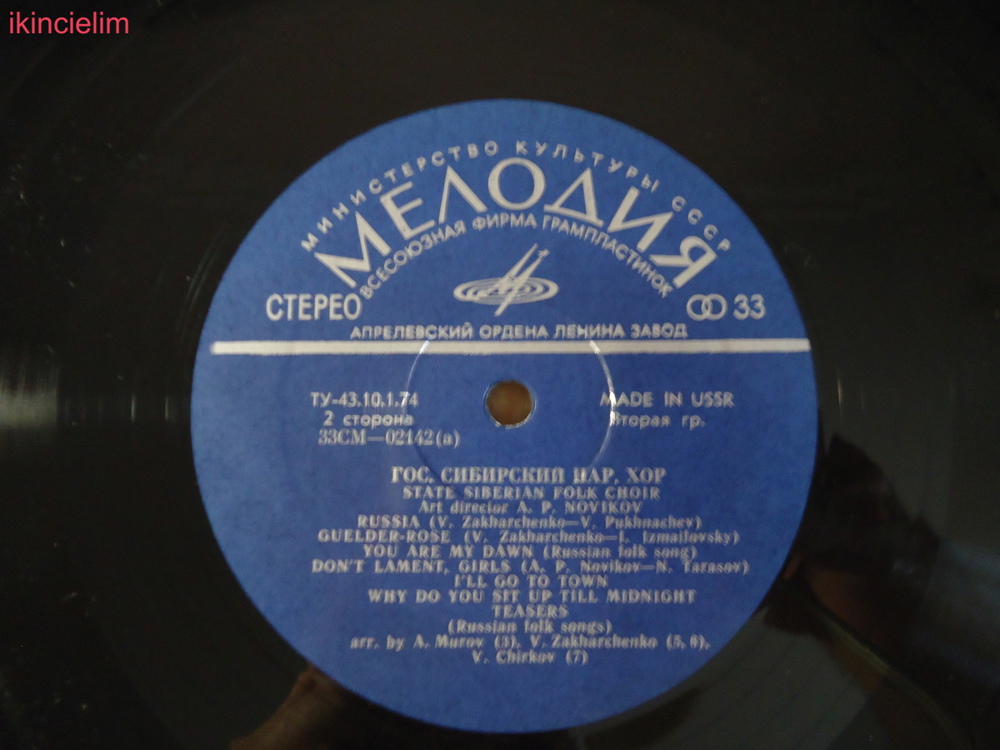 ikincielim
МИНИСТЕРСТВО КУЛЬТУРЫ СССР
МЕЛОДИЯ
ВСЕСОЮЗНАЯ ФИРМА ГРАМПЛАСТИНОК
СТЕРЕО 33
АПРЕЛЕВСКИЙ ОРДЕНА ЛЕНИНА ЗАВОД
ТУ-43.10.1.74 MADE IN USSR
2 сторона Вторая гр.
33СМ—02142(а)
ГОС. СИБИРСКИЙ НАР. ХОР
STATE SIBERIAN FOLK CHOIR
Art director A. P. NOVIKOV
RUSSIA (V. Zakharchenko—V. Pukhnachev)
GUELDER-ROSE (V. Zakharchenko—I. Izmailovsky)
YOU ARE MY DAWN (Russian folk song)
DON'T LAMENT, GIRLS (A. P. Novikov—N. Tarasov)
I'LL GO TO TOWN
WHY DO YOU SIT UP TILL MIDNIGHT
TEASERS
(Russian folk songs)
arr. by A. Murov (3), V. Zakharchenko (5, 6),
V. Chirkov (7)